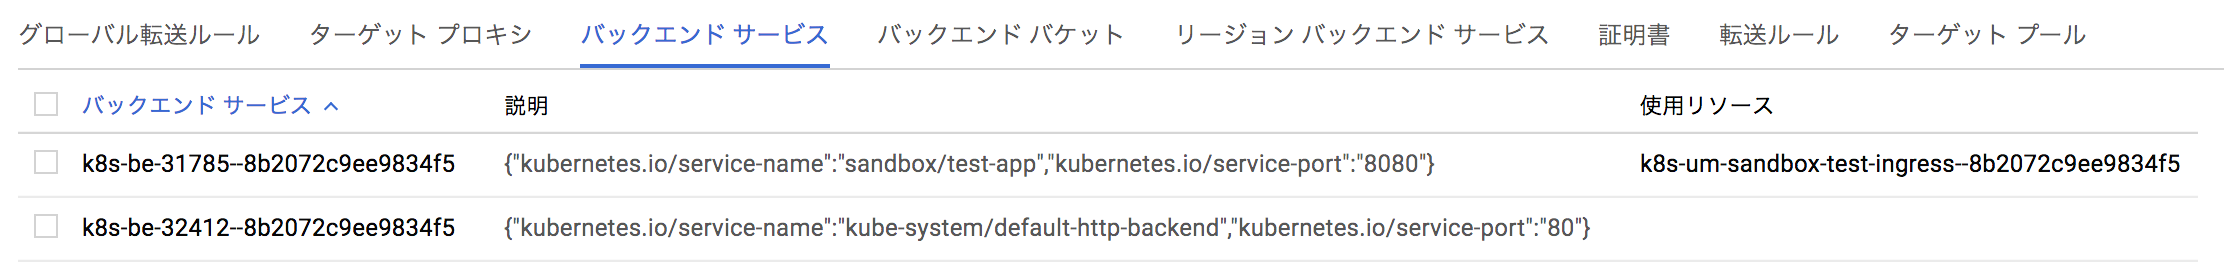 グローバル転送ルール ターゲット プロキシ バックエンド サービス バックエンド バケット リージョン バックエンド サービス 証明書 転送ルール ターゲット プール
バックエンド サービス 説明 使用リソース
k8s-be-31785--8b2072c9ee9834f5 {"kubernetes.io/service-name":"sandbox/test-app","kubernetes.io/service-port":"8080"} k8s-um-sandbox-test-ingress--8b2072c9ee9834f5
k8s-be-32412--8b2072c9ee9834f5 {"kubernetes.io/service-name":"kube-system/default-http-backend","kubernetes.io/service-port":"80"}